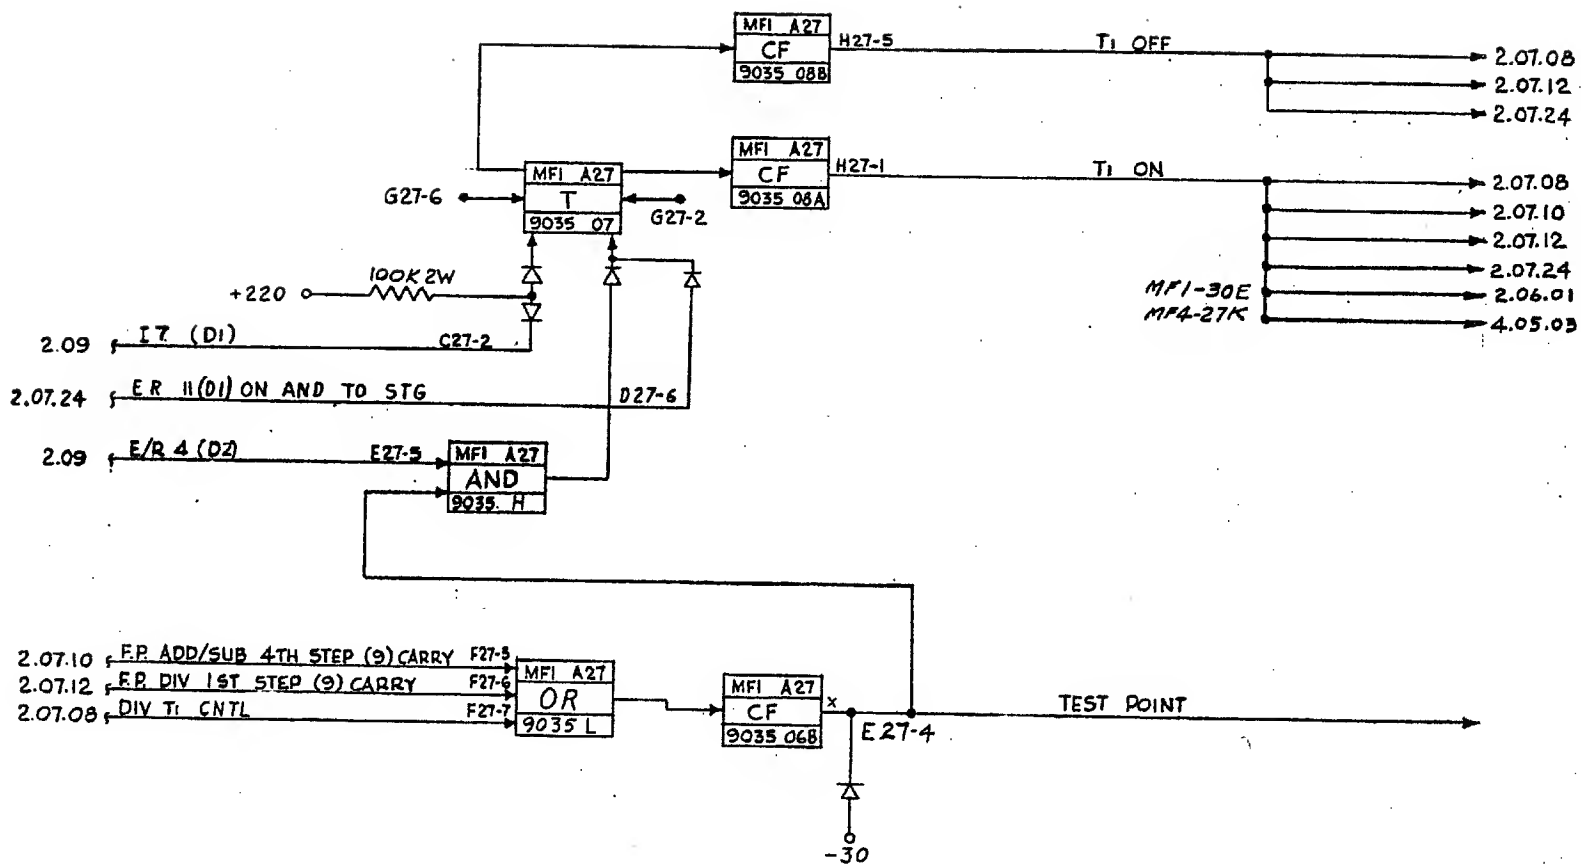 MFI A27
CF
9035 08B
H27-5
T1 OFF
2.07.08
2.07.12
2.07.24
MFI A27
CF
9035 08A
H27-1
T1 ON
2.07.08
2.07.10
2.07.12
2.07.24
2.06.01
4.05.03
MF1-30E
MF4-27K
MFI A27
T
9035 07
G27-6
G27-2
100K 2W
+220
2.09 I7 (D1) C27-2
2.07.24 E R 11(D1) ON AND TO STG D27-6
2.09 E/R 4 (D2) E27-5
MFI A27
AND
9035. H
2.07.10 F.P. ADD/SUB 4TH STEP (9) CARRY F27-5
2.07.12 F.P. DIV 1ST STEP (9) CARRY F27-6
2.07.08 DIV T1 CNTL F27-7
MFI A27
OR
9035 L
MFI A27
CF
9035 06B
X
E27-4
TEST POINT
-30